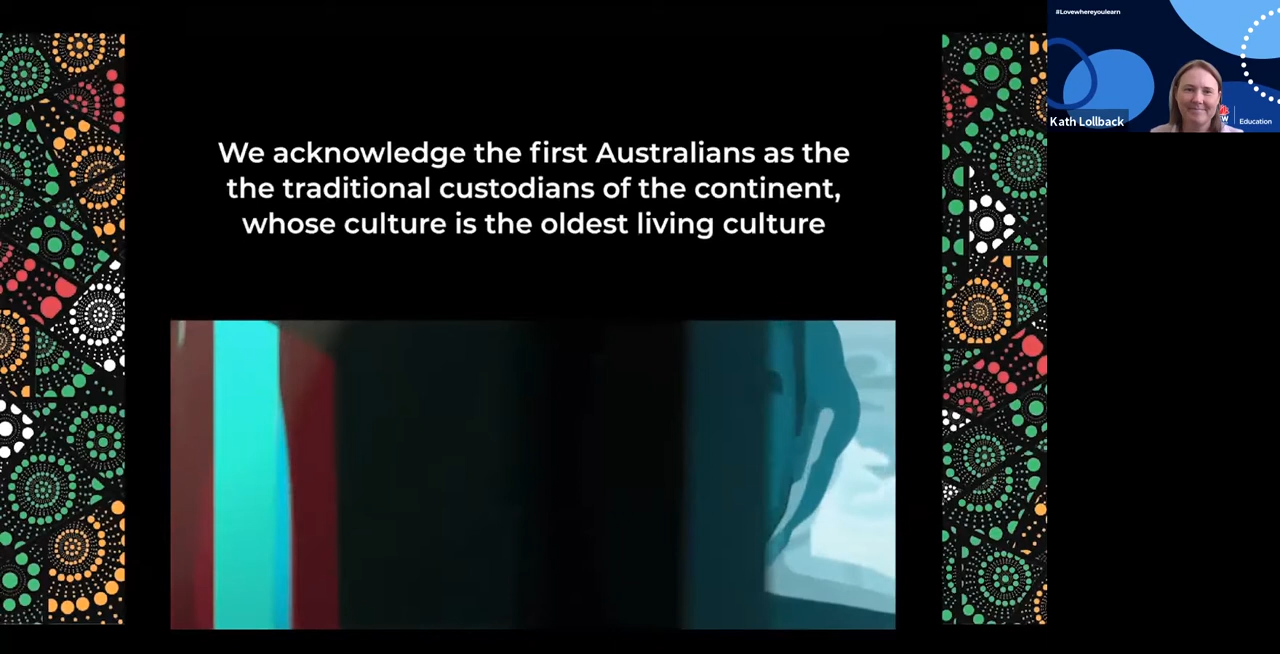 We acknowledge the first Australians as the
the traditional custodians of the continent,
whose culture is the oldest living culture
#Lovewhereyoulearn
Education
Kath Lollback